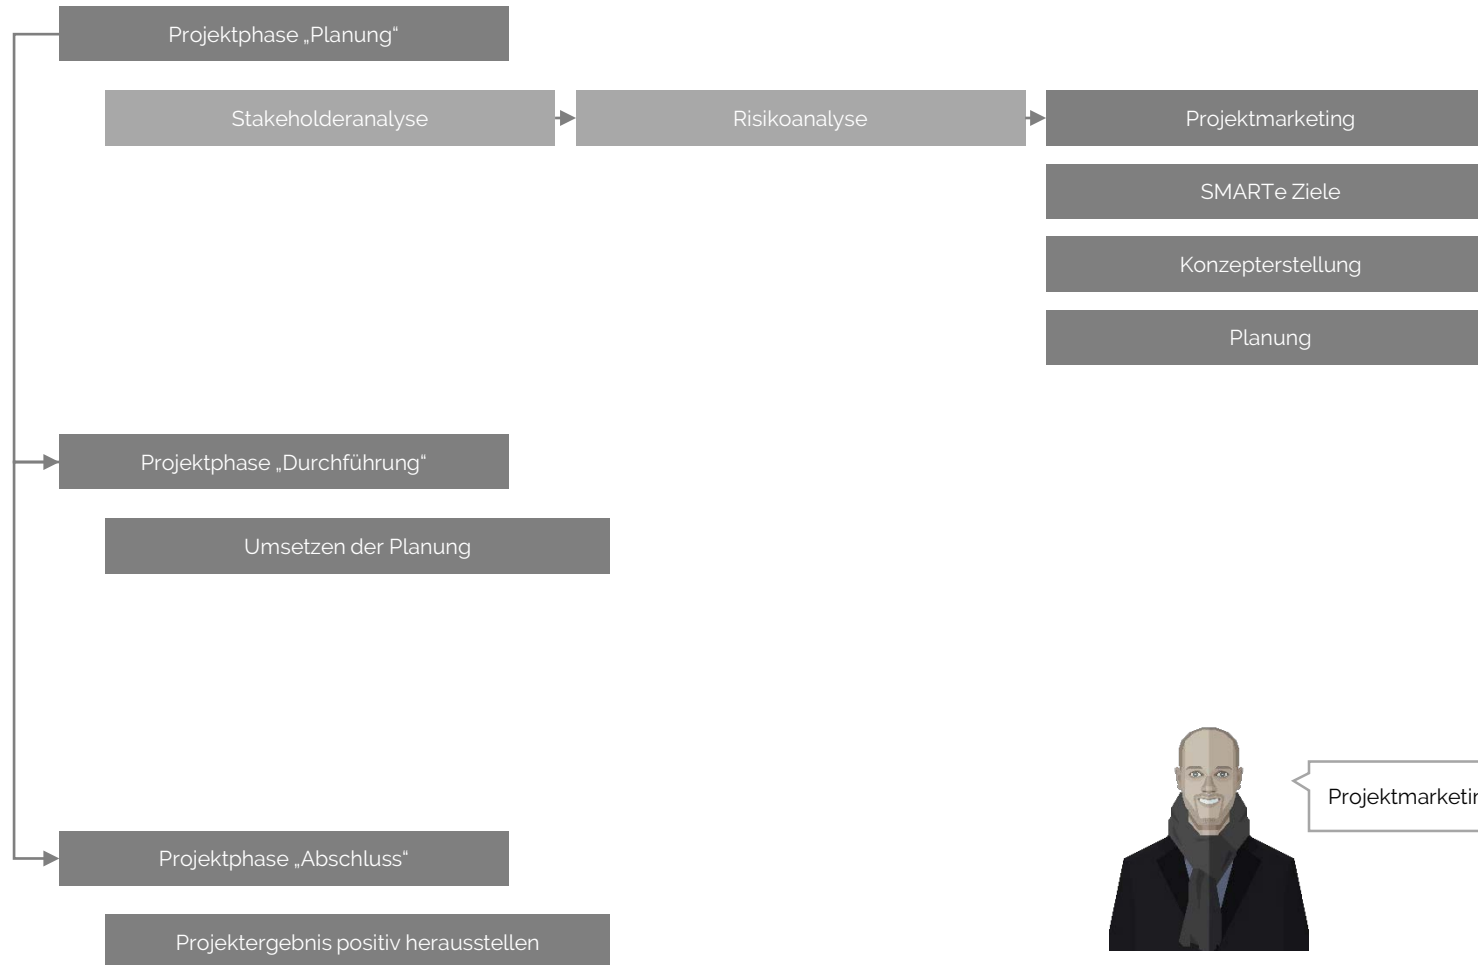 Projektphase „Planung“
Stakeholderanalyse
Risikoanalyse
Projektmarketing
SMARTe Ziele
Konzepterstellung
Planung
Projektphase „Durchführung“
Umsetzen der Planung
Projektphase „Abschluss“
Projektergebnis positiv herausstellen